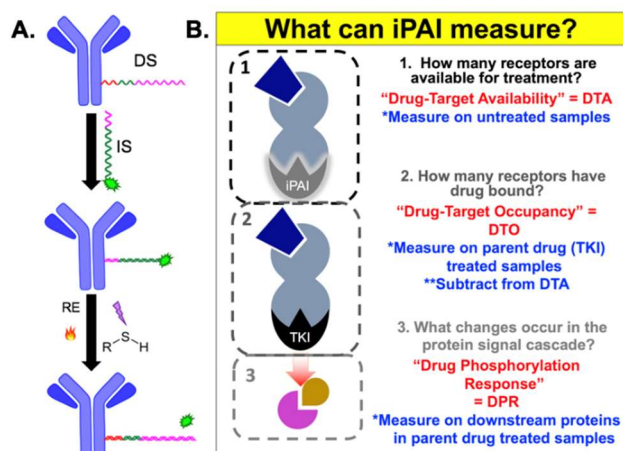 A.
DS
IS
RE
R
S
H
B.
What can iPAI measure?
1
iPAI
1. How many receptors are
available for treatment?
“Drug-Target Availability” = DTA
*Measure on untreated samples
2
TKI
2. How many receptors have
drug bound?
“Drug-Target Occupancy” =
DTO
*Measure on parent drug (TKI)
treated samples
**Subtract from DTA
3
3. What changes occur in the
protein signal cascade?
“Drug Phosphorylation
Response”
= DPR
*Measure on downstream proteins
in parent drug treated samples